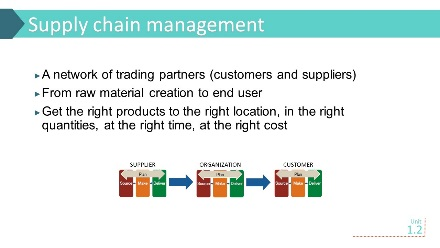 Supply chain management
▸A network of trading partners (customers and suppliers)
▸From raw material creation to end user
▸Get the right products to the right location, in the right
quantities, at the right time, at the right cost
SUPPLIER ORGANIZATION CUSTOMER
Plan Plan Plan
Source Make Deliver Source Make Deliver Source Make Deliver
Unit
1.2